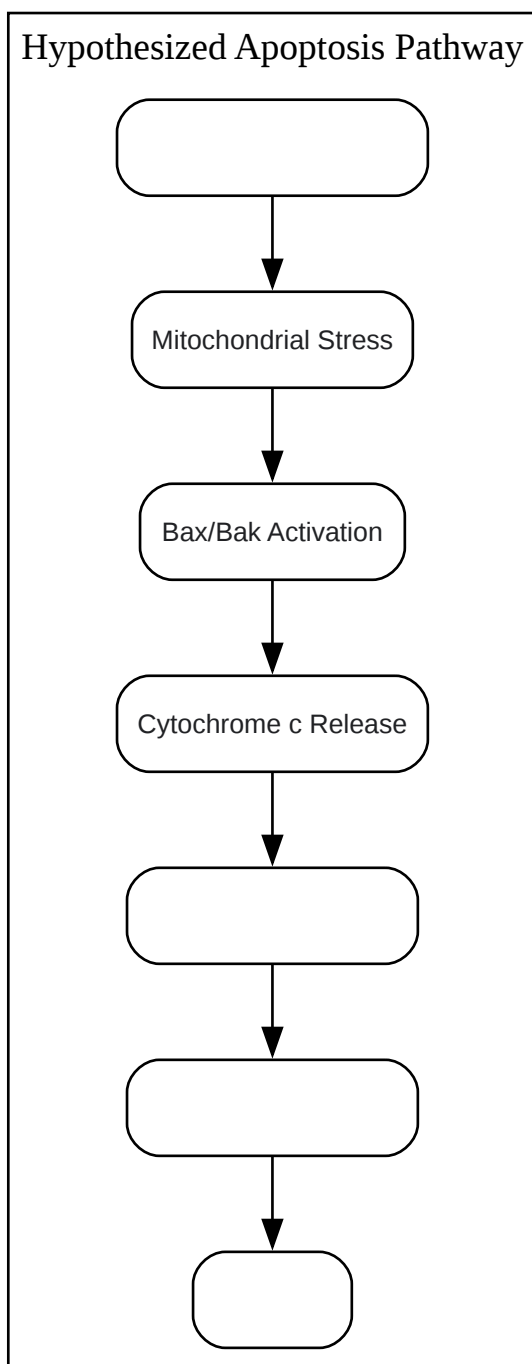 Hypothesized Apoptosis Pathway
Mitochondrial Stress
Bax/Bak Activation
Cytochrome c Release